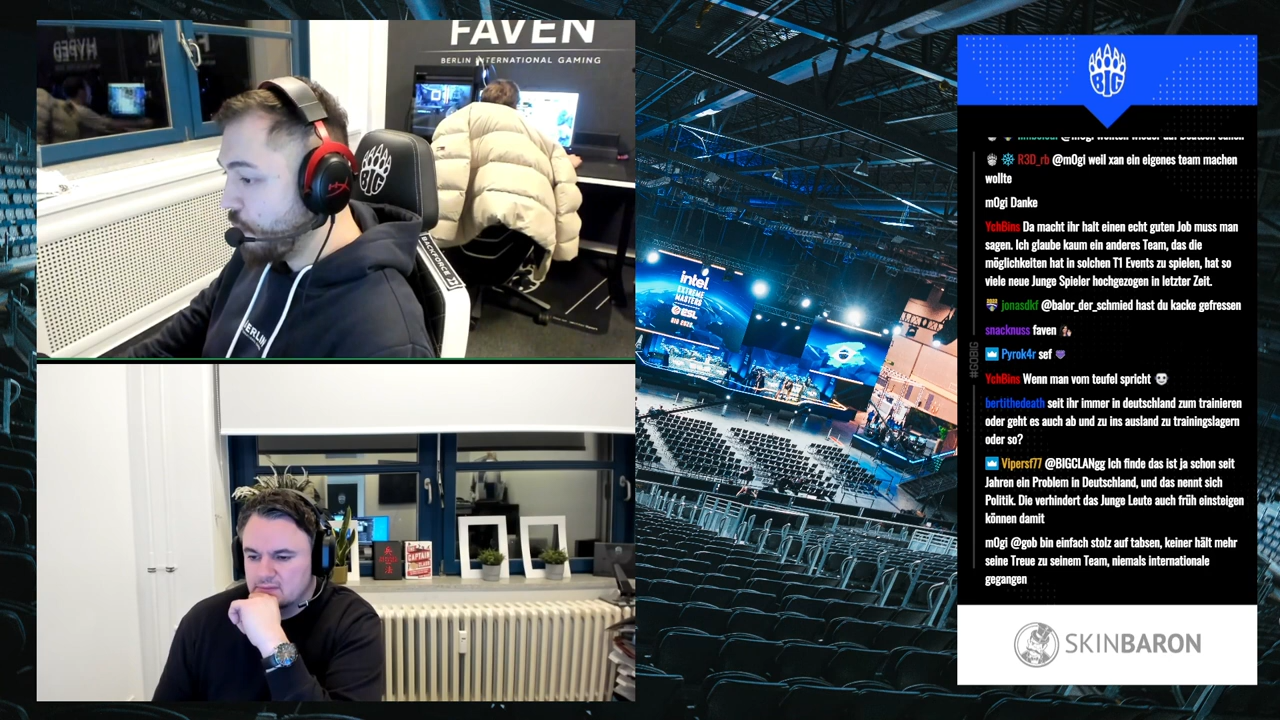 FAVEN
BERLIN INTERNATIONAL GAMING
BIG
BACKFORCE
BERLIN
CAPTAIN
intel
EXTREME
MASTERS
ESL
RIO 2022
BIG
#GOBIG
R3D_rb @m0gi weil xan ein eigenes team machen
wollte
m0gi Danke
YchBins Da macht ihr halt einen echt guten Job muss man
sagen. Ich glaube kaum ein anderes Team, das die
möglichkeiten hat in solchen T1 Events zu spielen, hat so
viele neue Junge Spieler hochgezogen in letzter Zeit.
jonasdkf @balor_der_schmied hast du kacke gefressen
snacknuss faven
Pyrok4r sef
YchBins Wenn man vom teufel spricht
bertithedeath seit ihr immer in deutschland zum trainieren
oder geht es auch ab und zu ins ausland zu trainingslagern
oder so?
Vipersf77 @BIGCLANgg Ich finde das ist ja schon seit
Jahren ein Problem in Deutschland, und das nennt sich
Politik. Die verhindert das Junge Leute auch früh einsteigen
können damit
m0gi @gob bin einfach stolz auf tabsen, keiner hält mehr
seine Treue zu seinem Team, niemals internationale
gegangen
SKINBARON